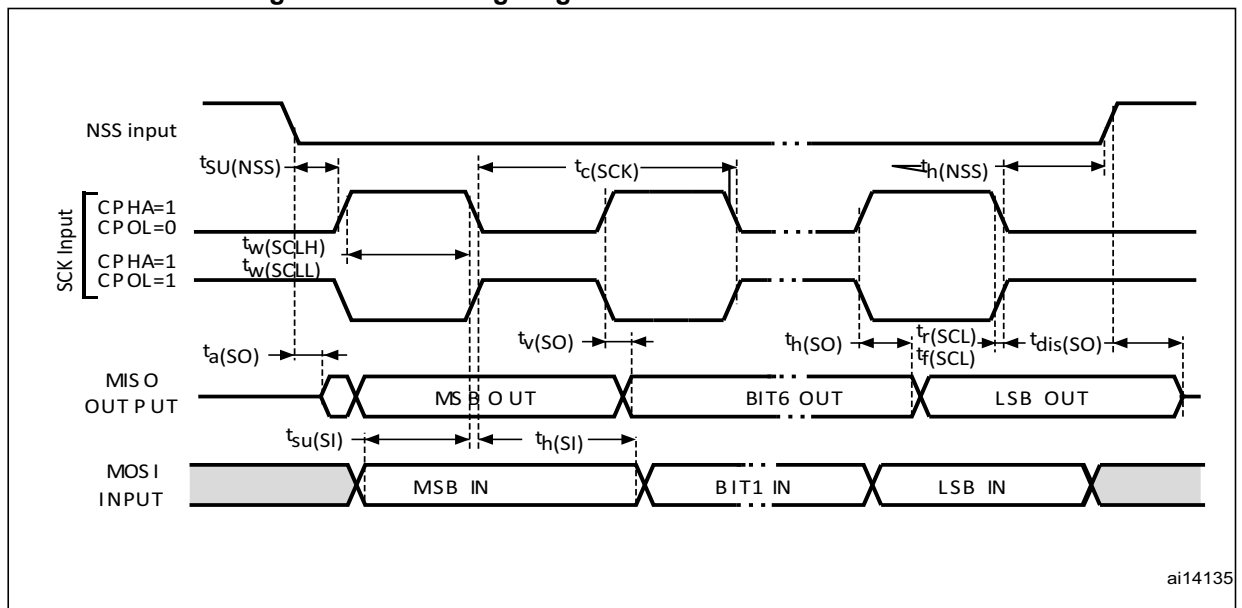 NSS input
tSU(NSS)
tc(SCK)
th(NSS)
SCK Input
CPHA=1
CPOL=0
tw(SCLH)
tw(SCLL)
CPHA=1
CPOL=1
ta(SO)
tv(SO)
th(SO)
tr(SCL)
tf(SCL)
tdis(SO)
MISO
OUTPUT
MSB OUT
BIT6 OUT
LSB OUT
tsu(SI)
th(SI)
MOSI
INPUT
MSB IN
BIT1 IN
LSB IN
ai14135